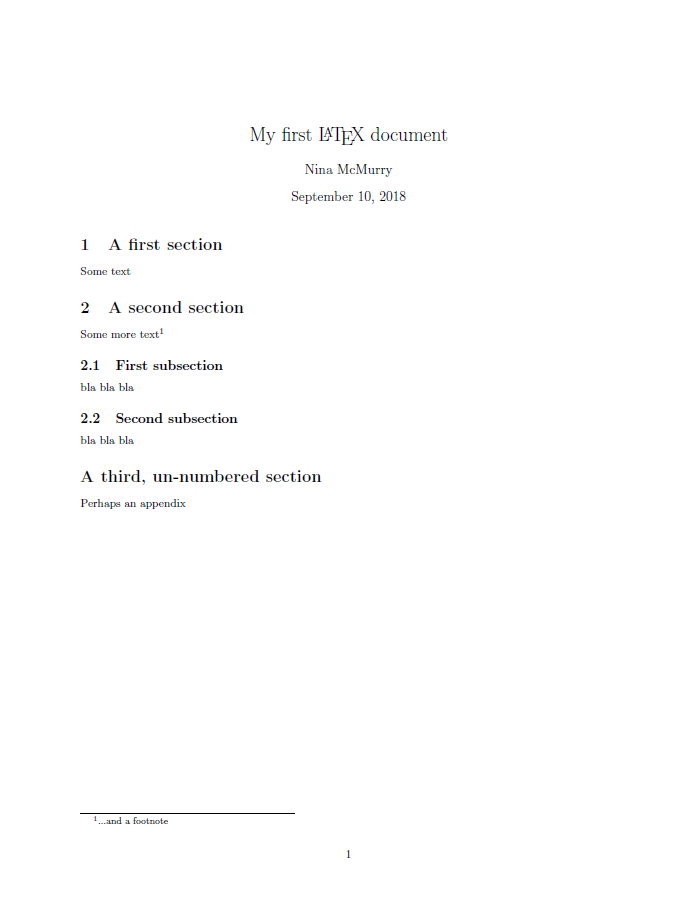 My first LATEX document
Nina McMurry
September 10, 2018
1 A first section
Some text
2 A second section
Some more text¹
2.1 First subsection
bla bla bla
2.2 Second subsection
bla bla bla
A third, un-numbered section
Perhaps an appendix
¹...and a footnote
1